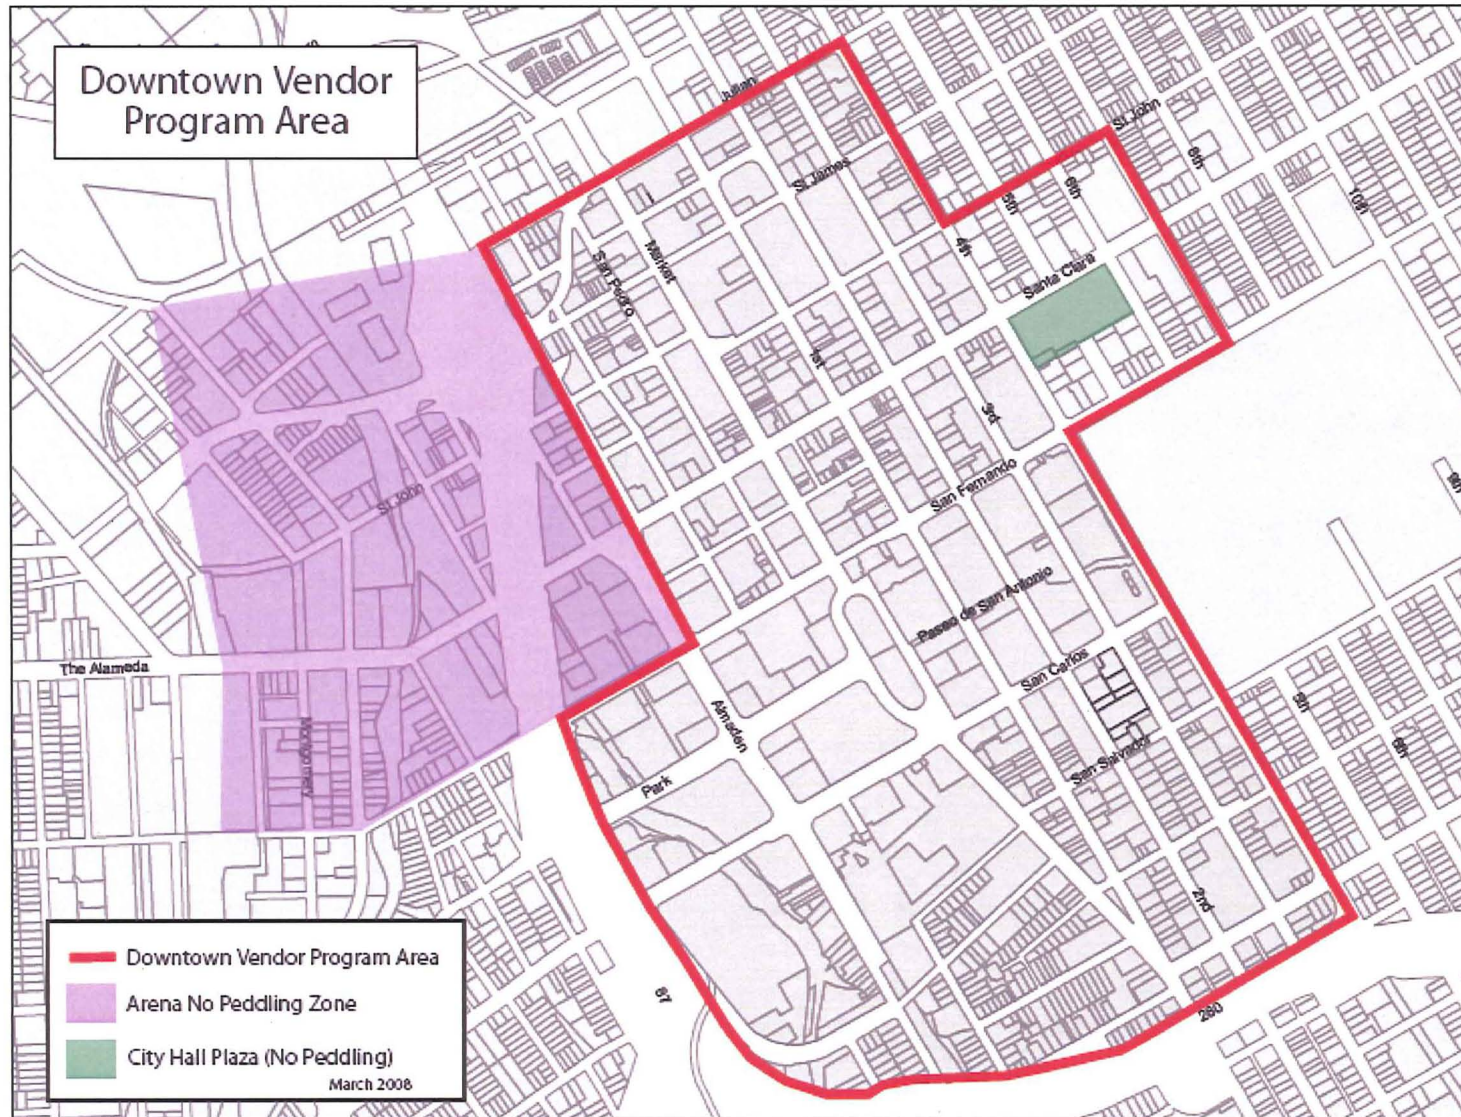 Downtown Vendor
Program Area
Julian
St John
St James
8th
6th
10th
5th
4th
Market
San Pedro
Santa Clara
1st
3rd
San Fernando
9th
St John
Paseo de San Antonio
The Alameda
San Carlos
5th
Almaden
Montgomery
6th
San Salvador
Park
2nd
87
280
Downtown Vendor Program Area
Arena No Peddling Zone
City Hall Plaza (No Peddling)
March 2008